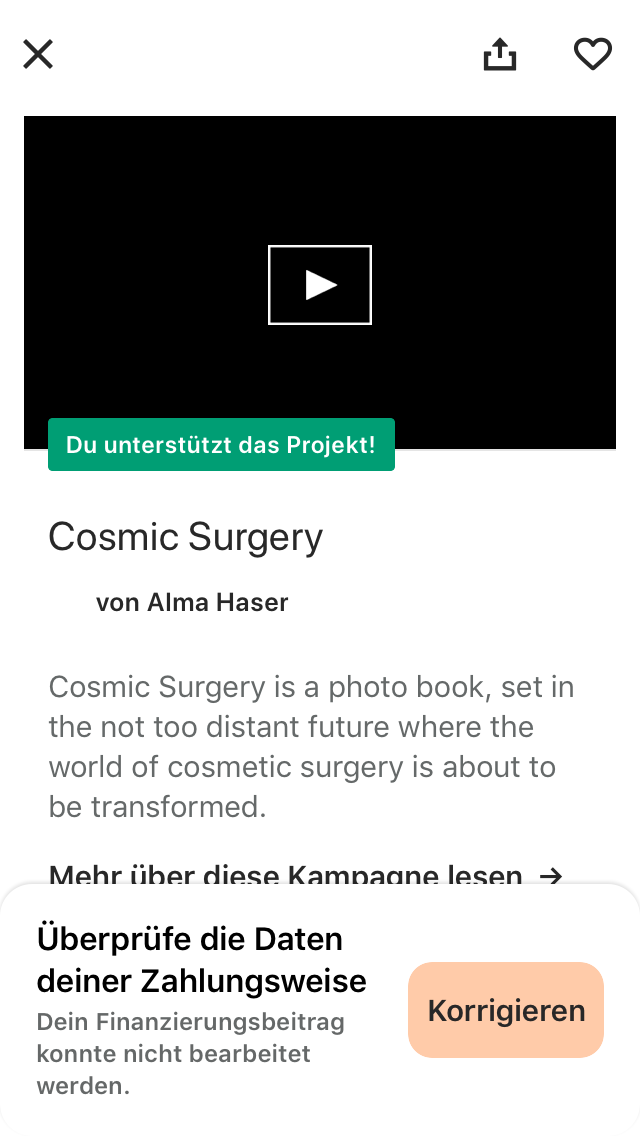 Du unterstützt das Projekt!
Cosmic Surgery
von Alma Haser
Cosmic Surgery is a photo book, set in
the not too distant future where the
world of cosmetic surgery is about to
be transformed.
Mehr über diese Kampagne lesen →
Überprüfe die Daten
deiner Zahlungsweise
Dein Finanzierungsbeitrag
konnte nicht bearbeitet
werden.
Korrigieren